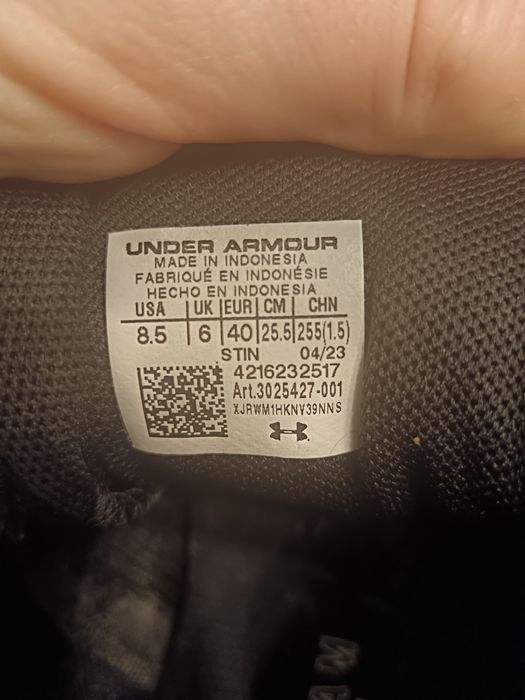 UNDER ARMOUR
MADE IN INDONESIA
FABRIQUÉ EN INDONÉSIE
HECHO EN INDONESIA
USA UK EUR CM CHN
8.5 6 40 25.5 255(1.5)
STIN 04/23
4216232517
Art.3025427-001
XJRWM1HKNV39NNS